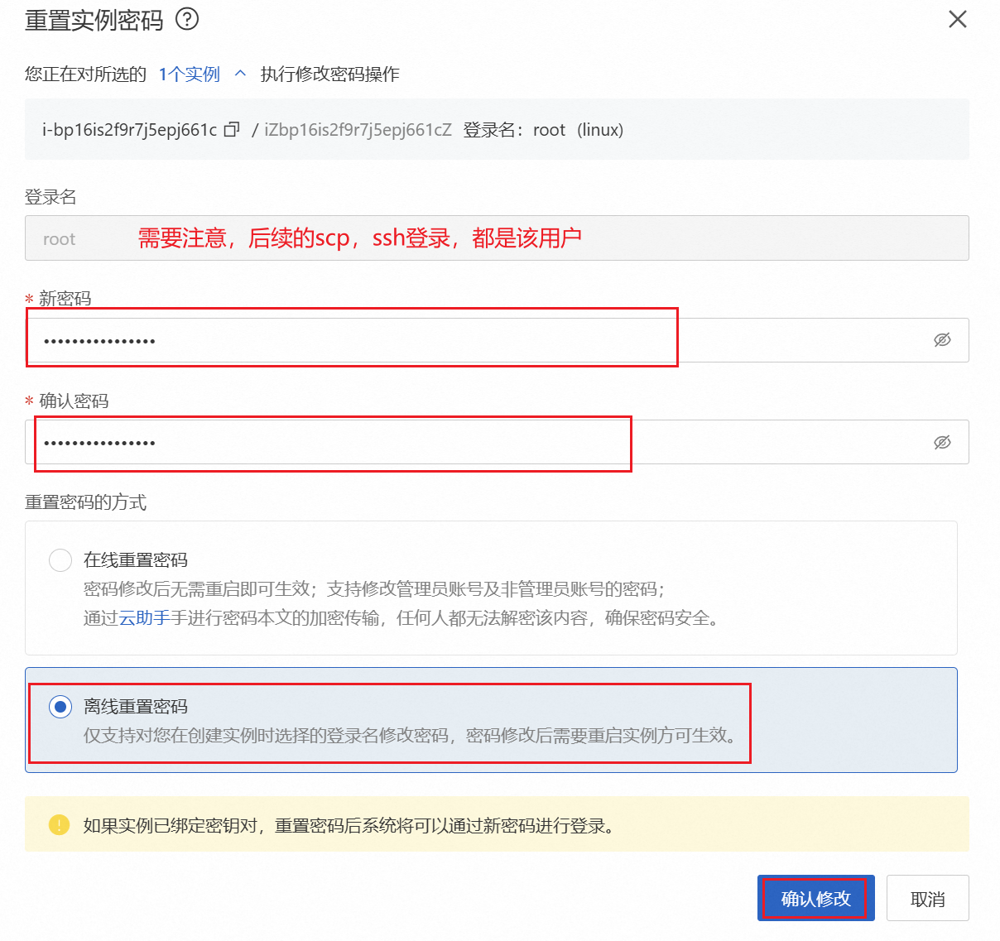 重置实例密码
您正在对所选的 1个实例 执行修改密码操作
i-bp16is2f9r7j5epj661c / iZbp16is2f9r7j5epj661cZ 登录名：root (linux)
登录名
root 需要注意，后续的scp，ssh登录，都是该用户
* 新密码
••••••••••••••••
* 确认密码
••••••••••••••••
重置密码的方式
在线重置密码
密码修改后无需重启即可生效；支持修改管理员账号及非管理员账号的密码；
通过云助手手进行密码本文的加密传输，任何人都无法解密该内容，确保密码安全。
离线重置密码
仅支持对您在创建实例时选择的登录名修改密码，密码修改后需要重启实例方可生效。
如果实例已绑定密钥对，重置密码后系统将可以通过新密码进行登录。
确认修改 取消